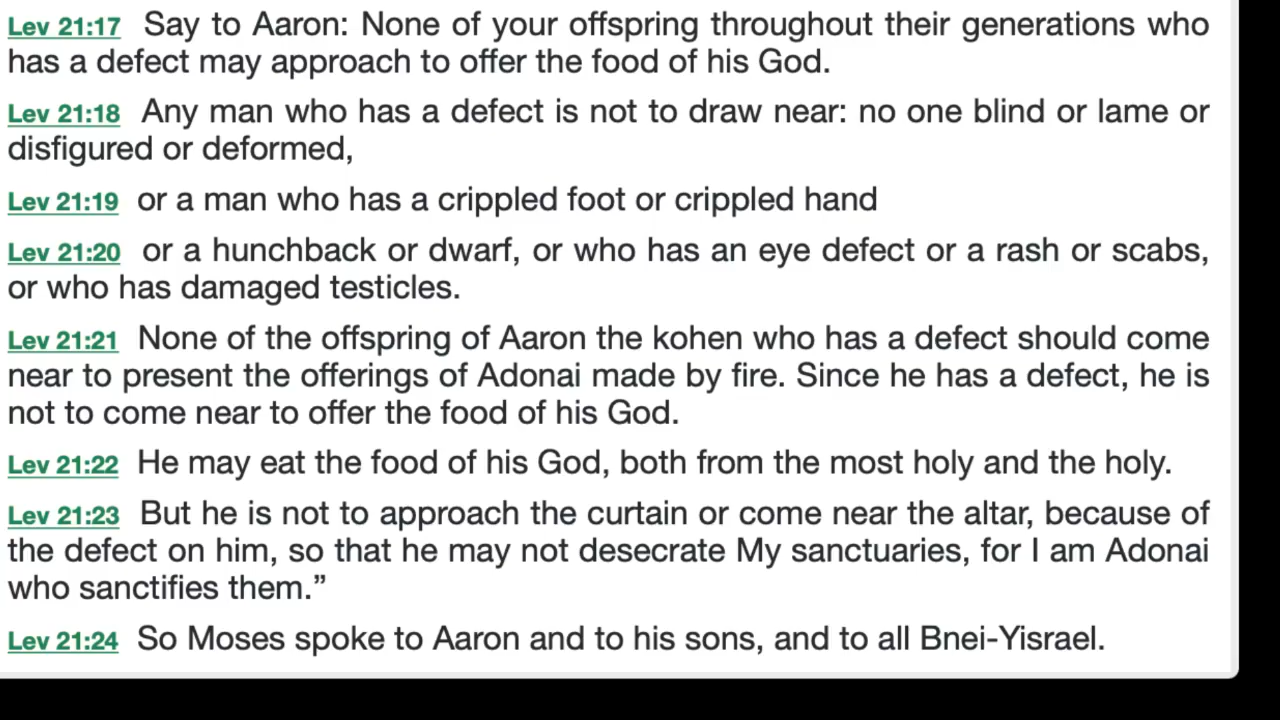 Lev 21:17 Say to Aaron: None of your offspring throughout their generations who
has a defect may approach to offer the food of his God.
Lev 21:18 Any man who has a defect is not to draw near: no one blind or lame or
disfigured or deformed,
Lev 21:19 or a man who has a crippled foot or crippled hand
Lev 21:20 or a hunchback or dwarf, or who has an eye defect or a rash or scabs,
or who has damaged testicles.
Lev 21:21 None of the offspring of Aaron the kohen who has a defect should come
near to present the offerings of Adonai made by fire. Since he has a defect, he is
not to come near to offer the food of his God.
Lev 21:22 He may eat the food of his God, both from the most holy and the holy.
Lev 21:23 But he is not to approach the curtain or come near the altar, because of
the defect on him, so that he may not desecrate My sanctuaries, for I am Adonai
who sanctifies them.”
Lev 21:24 So Moses spoke to Aaron and to his sons, and to all Bnei-Yisrael.